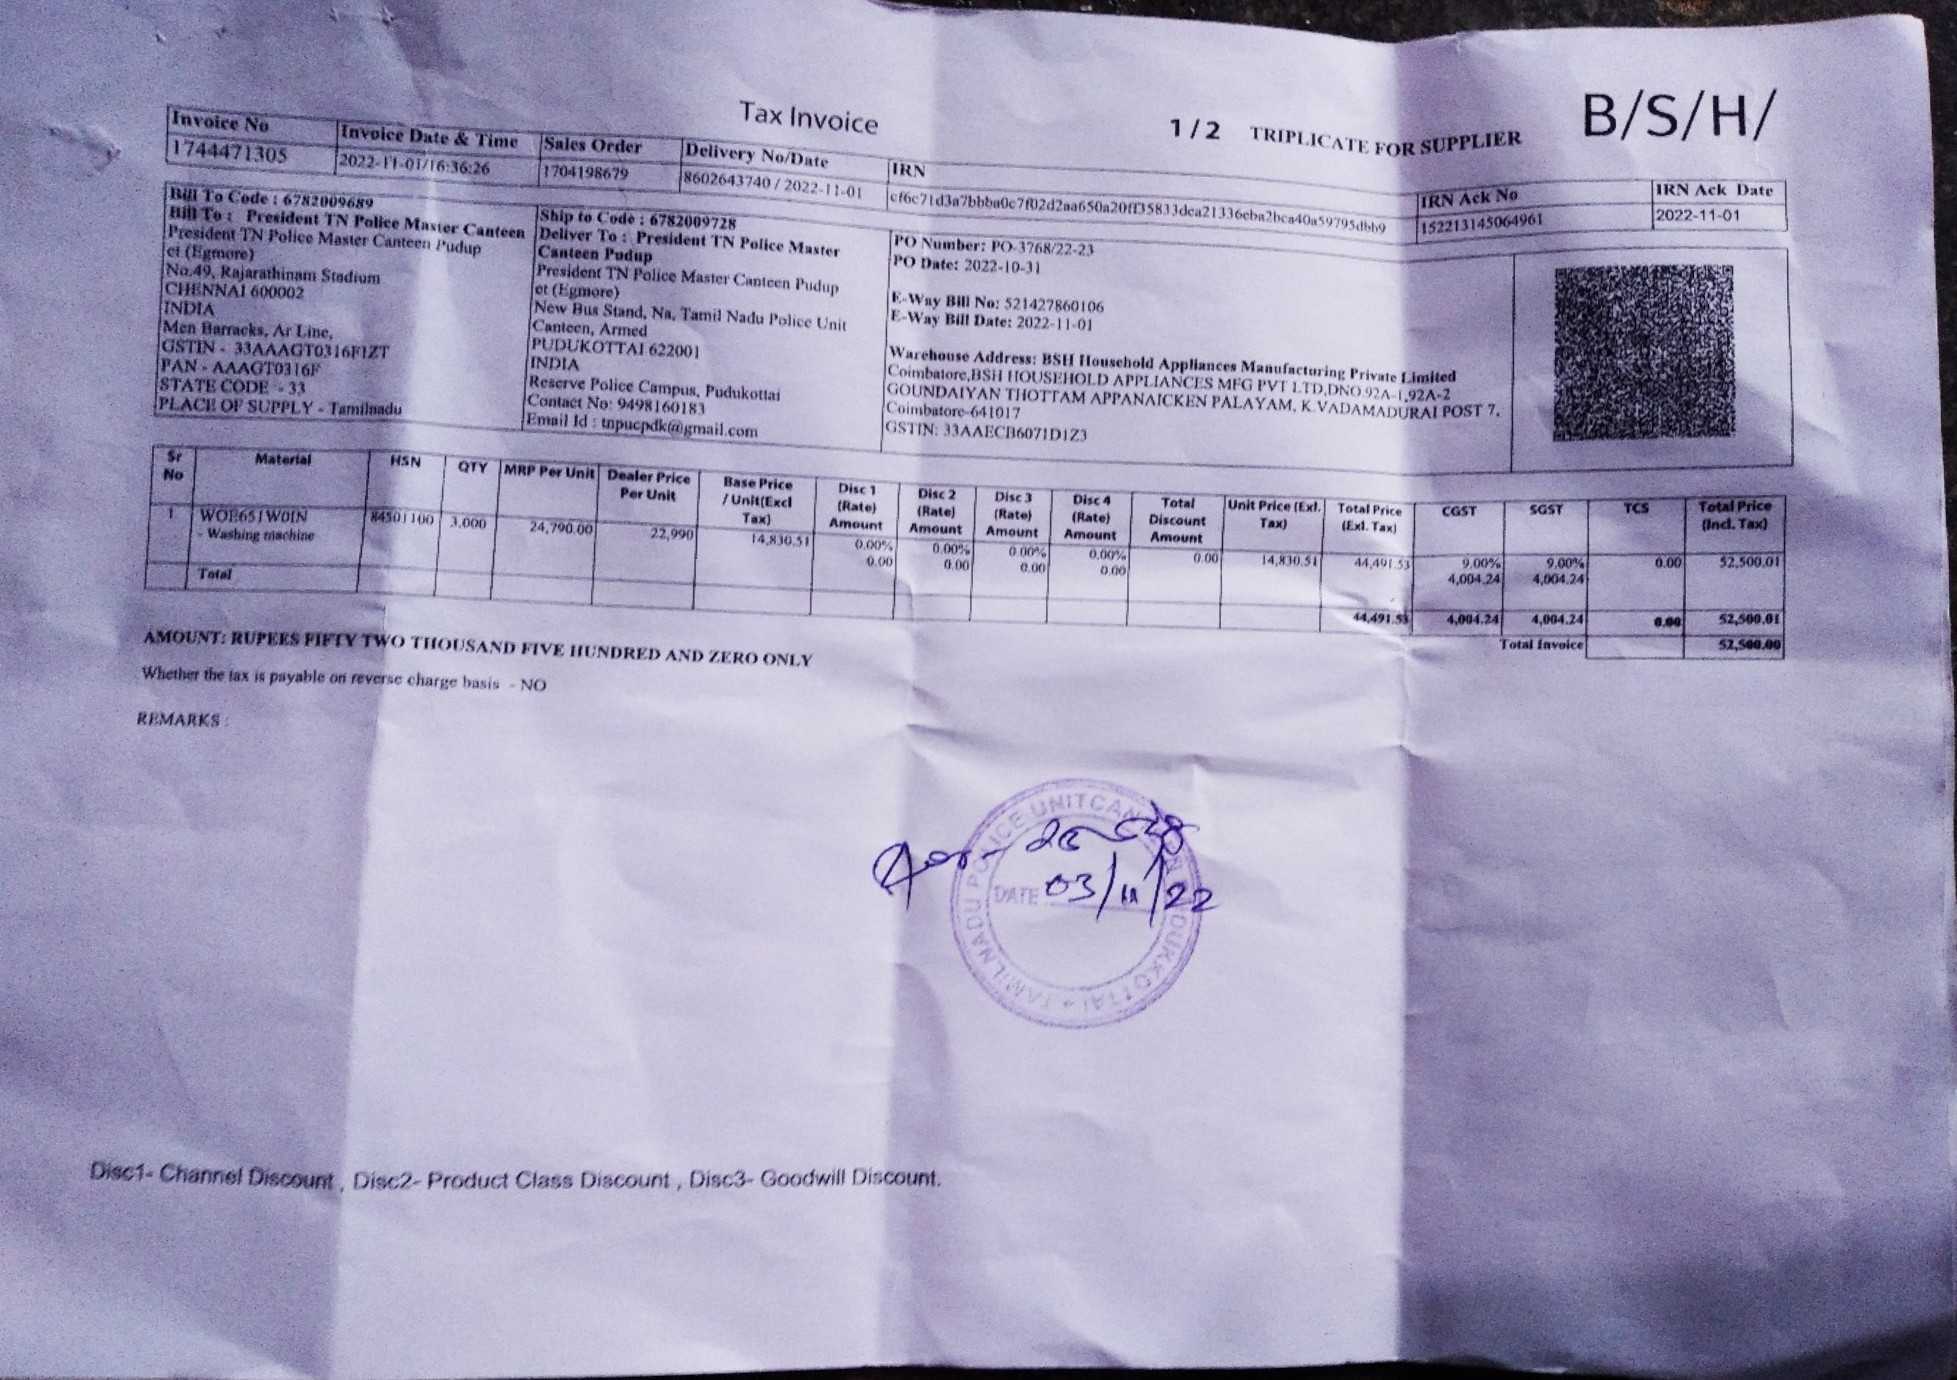 Tax Invoice
1 / 2 TRIPLICATE FOR SUPPLIER
B/S/H/
Invoice No
1744471305
Invoice Date & Time
2022-11-01/16:36:26
Sales Order
1704198679
Delivery No/Date
8602643740 / 2022-11-01
IRN
IRN Ack No
152213145064961
IRN Ack Date
2022-11-01
Bill To Code : 6782009689
Bill To : President TN Police Master Canteen
President TN Police Master Canteen Pudup
et (Egmore)
No.49, Rajarathinam Stadium
CHENNAI 600002
INDIA
Men Barracks, Ar Line,
GSTIN - 33AAAGT0316F1ZT
PAN - AAAGT0316F
STATE CODE - 33
PLACE OF SUPPLY - Tamilnadu
Ship to Code : 6782009728
Deliver To : President TN Police Master
Canteen Pudup
President TN Police Master Canteen Pudup
et (Egmore)
New Bus Stand, Na, Tamil Nadu Police Unit
Canteen, Armed
PUDUKOTTAI 622001
INDIA
Reserve Police Campus, Pudukottai
Contact No: 9498160183
Email Id : tnpucpdk@gmail.com
PO Number: PO-3768/22-23
PO Date: 2022-10-31
E-Way Bill No: 521427860106
E-Way Bill Date: 2022-11-01
Warehouse Address: BSH Household Appliances Manufacturing Private Limited
Coimbatore,BSH HOUSEHOLD APPLIANCES MFG PVT LTD,DNO.92A-1,92A-2
GOUNDAIYAN THOTTAM APPANAICKEN PALAYAM, K.VADAMADURAI POST 7,
Coimbatore-641017
GSTIN: 33AAECB6071D1Z3
Sr No Material HSN QTY MRP Per Unit Dealer Price Per Unit Base Price / Unit(Excl Tax) Disc 1 (Rate) Amount Disc 2 (Rate) Amount Disc 3 (Rate) Amount Disc 4 (Rate) Amount Total Discount Amount Unit Price (Exl. Tax) Total Price (Exl. Tax) CGST SGST TCS Total Price (Incl. Tax)
1 WOE651W0IN 84501100 3.000 24,790.00 22,990 14,830.51 0.00% 0.00% 0.00% 0.00% 0.00 14,830.51 44,491.53 9.00% 9.00% 0.00 52,500.01
- Washing machine 0.00 0.00 0.00 0.00 4,004.24 4,004.24
Total 44,491.53 4,004.24 4,004.24 0.00 52,500.01
Total Invoice 52,500.00
AMOUNT: RUPEES FIFTY TWO THOUSAND FIVE HUNDRED AND ZERO ONLY
Whether the tax is payable on reverse charge basis - NO
REMARKS :
TAMILNADU POLICE UNIT
DATE 03/11/22
Disc1- Channel Discount , Disc2- Product Class Discount , Disc3- Goodwill Discount.